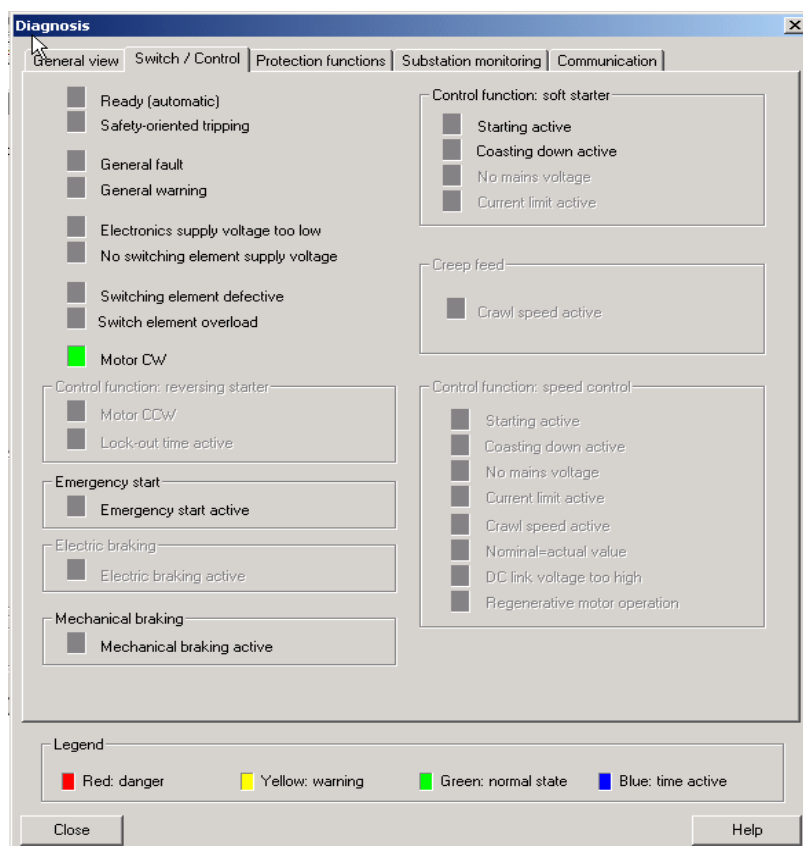 Diagnosis
General view
Switch / Control
Protection functions
Substation monitoring
Communication
Ready (automatic)
Safety-oriented tripping
General fault
General warning
Electronics supply voltage too low
No switching element supply voltage
Switching element defective
Switch element overload
Motor CW
Control function: reversing starter
Motor CCW
Lock-out time active
Emergency start
Emergency start active
Electric braking
Electric braking active
Mechanical braking
Mechanical braking active
Control function: soft starter
Starting active
Coasting down active
No mains voltage
Current limit active
Creep feed
Crawl speed active
Control function: speed control
Starting active
Coasting down active
No mains voltage
Current limit active
Crawl speed active
Nominal=actual value
DC link voltage too high
Regenerative motor operation
Legend
Red: danger
Yellow: warning
Green: normal state
Blue: time active
Close
Help